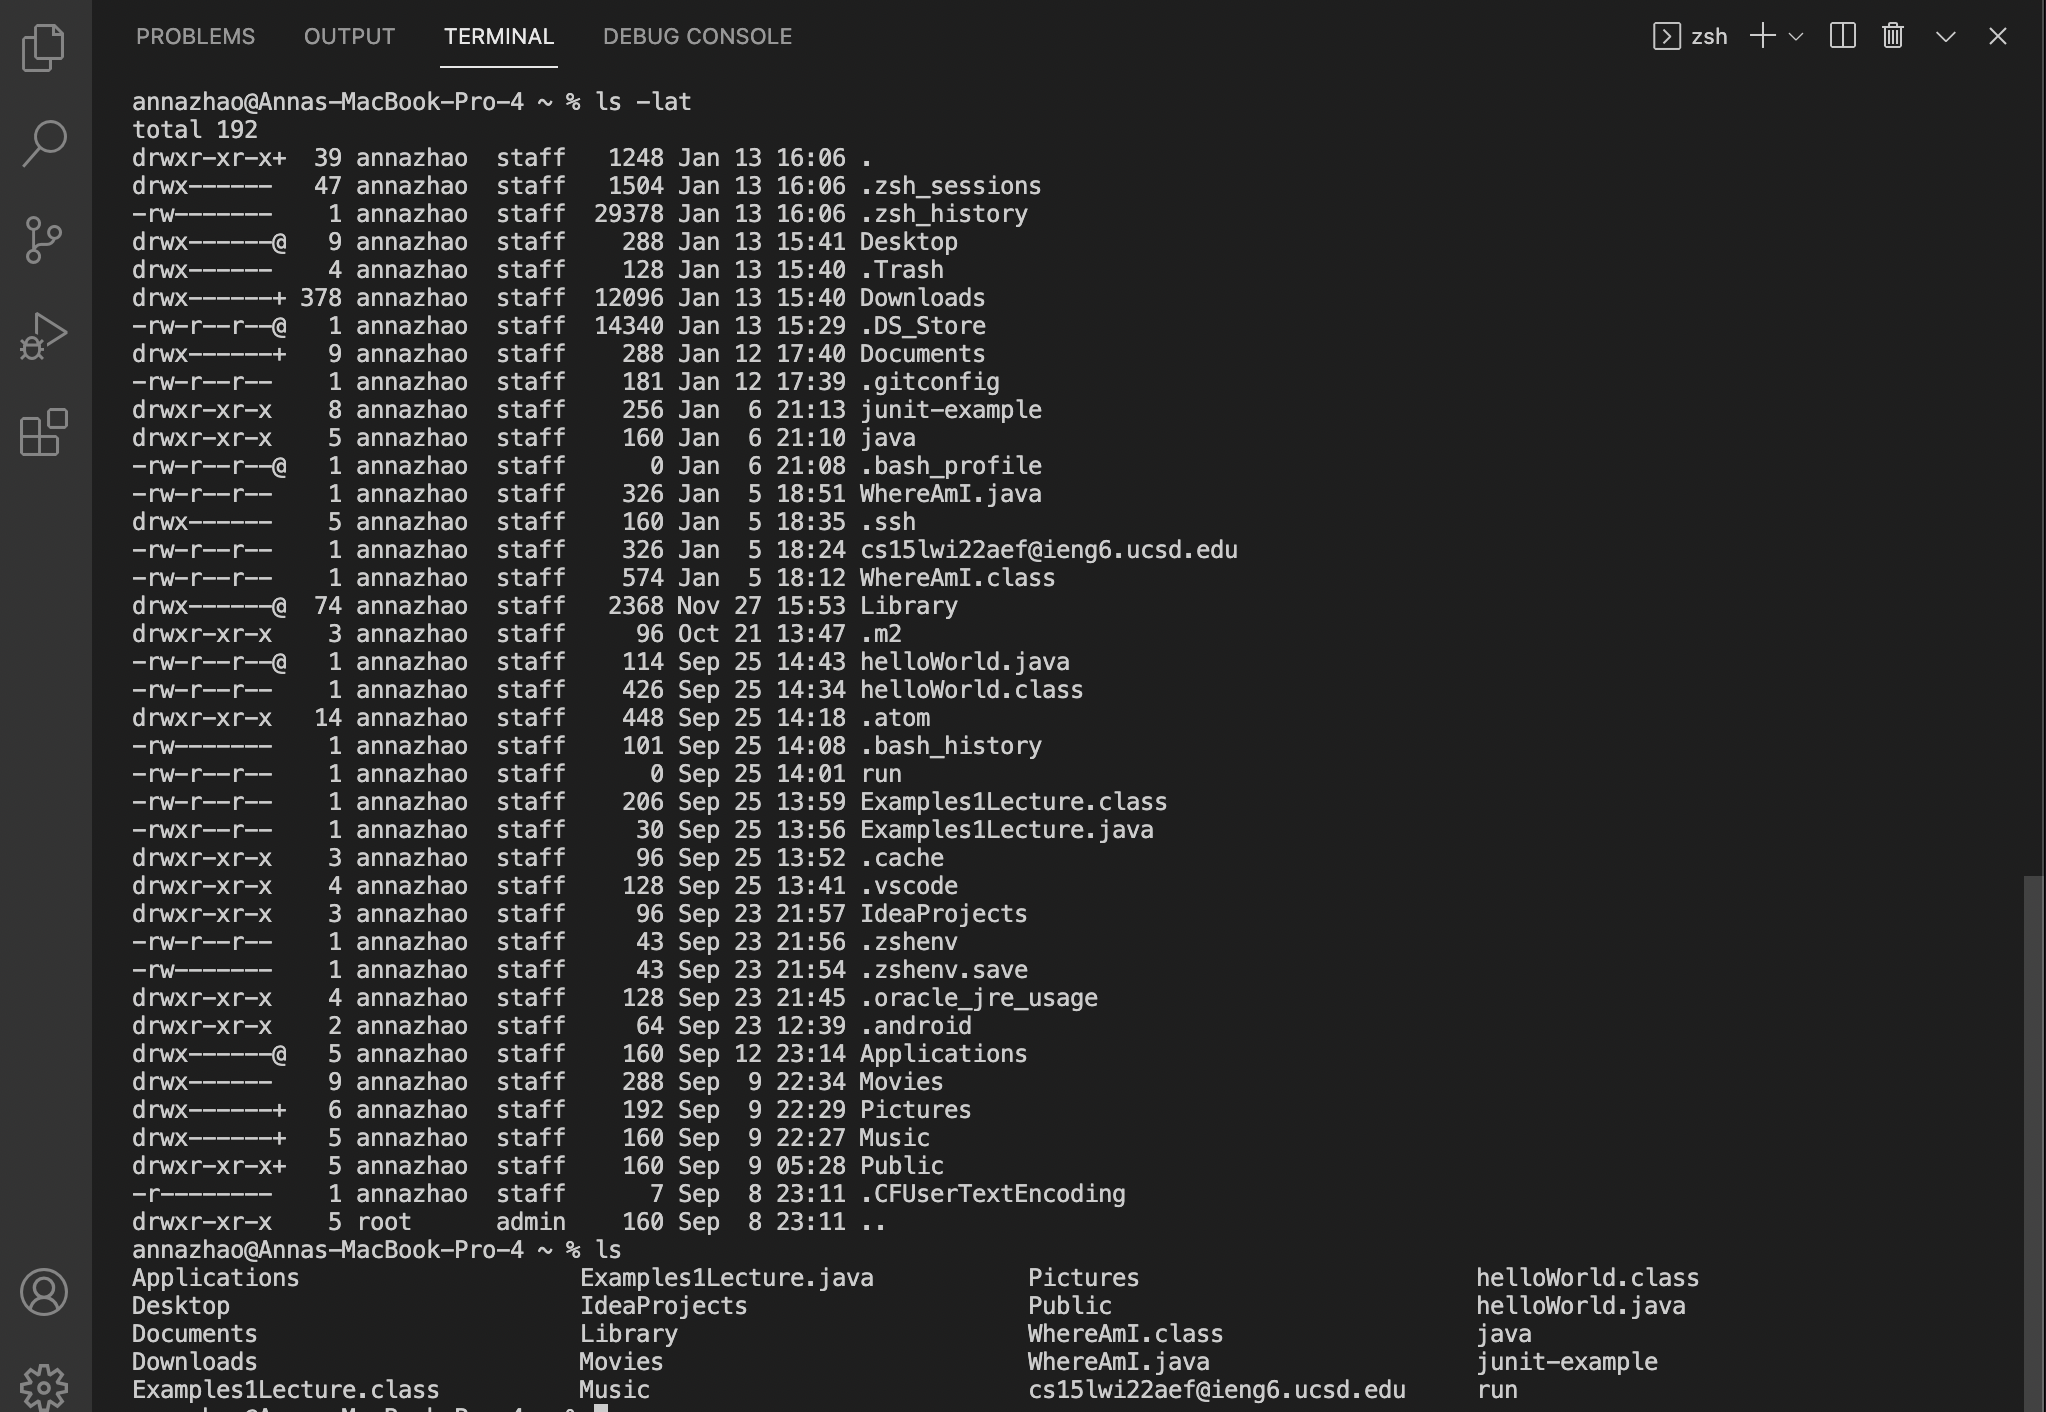 PROBLEMS OUTPUT TERMINAL DEBUG CONSOLE zsh
annazhao@Annas-MacBook-Pro-4 ~ % ls -lat
total 192
drwxr-xr-x+  39 annazhao  staff   1248 Jan 13 16:06 .
drwx------   47 annazhao  staff   1504 Jan 13 16:06 .zsh_sessions
-rw-------    1 annazhao  staff  29378 Jan 13 16:06 .zsh_history
drwx------@   9 annazhao  staff    288 Jan 13 15:41 Desktop
drwx------    4 annazhao  staff    128 Jan 13 15:40 .Trash
drwx------+ 378 annazhao  staff  12096 Jan 13 15:40 Downloads
-rw-r--r--@   1 annazhao  staff  14340 Jan 13 15:29 .DS_Store
drwx------+   9 annazhao  staff    288 Jan 12 17:40 Documents
-rw-r--r--    1 annazhao  staff    181 Jan 12 17:39 .gitconfig
drwxr-xr-x    8 annazhao  staff    256 Jan  6 21:13 junit-example
drwxr-xr-x    5 annazhao  staff    160 Jan  6 21:10 java
-rw-r--r--@   1 annazhao  staff      0 Jan  6 21:08 .bash_profile
-rw-r--r--    1 annazhao  staff    326 Jan  5 18:51 WhereAmI.java
drwx------    5 annazhao  staff    160 Jan  5 18:35 .ssh
-rw-r--r--    1 annazhao  staff    326 Jan  5 18:24 cs15lwi22aef@ieng6.ucsd.edu
-rw-r--r--    1 annazhao  staff    574 Jan  5 18:12 WhereAmI.class
drwx------@  74 annazhao  staff   2368 Nov 27 15:53 Library
drwxr-xr-x    3 annazhao  staff     96 Oct 21 13:47 .m2
-rw-r--r--@   1 annazhao  staff    114 Sep 25 14:43 helloWorld.java
-rw-r--r--    1 annazhao  staff    426 Sep 25 14:34 helloWorld.class
drwxr-xr-x   14 annazhao  staff    448 Sep 25 14:18 .atom
-rw-------    1 annazhao  staff    101 Sep 25 14:08 .bash_history
-rw-r--r--    1 annazhao  staff      0 Sep 25 14:01 run
-rw-r--r--    1 annazhao  staff    206 Sep 25 13:59 Examples1Lecture.class
-rwxr--r--    1 annazhao  staff     30 Sep 25 13:56 Examples1Lecture.java
drwxr-xr-x    3 annazhao  staff     96 Sep 25 13:52 .cache
drwxr-xr-x    4 annazhao  staff    128 Sep 25 13:41 .vscode
drwxr-xr-x    3 annazhao  staff     96 Sep 23 21:57 IdeaProjects
-rw-r--r--    1 annazhao  staff     43 Sep 23 21:56 .zshenv
-rw-------    1 annazhao  staff     43 Sep 23 21:54 .zshenv.save
drwxr-xr-x    4 annazhao  staff    128 Sep 23 21:45 .oracle_jre_usage
drwxr-xr-x    2 annazhao  staff     64 Sep 23 12:39 .android
drwx------@   5 annazhao  staff    160 Sep 12 23:14 Applications
drwx------    9 annazhao  staff    288 Sep  9 22:34 Movies
drwx------+   6 annazhao  staff    192 Sep  9 22:29 Pictures
drwx------+   5 annazhao  staff    160 Sep  9 22:27 Music
drwxr-xr-x+   5 annazhao  staff    160 Sep  9 05:28 Public
-r--------    1 annazhao  staff      7 Sep  8 23:11 .CFUserTextEncoding
drwxr-xr-x    5 root      admin    160 Sep  8 23:11 ..
annazhao@Annas-MacBook-Pro-4 ~ % ls
Applications Examples1Lecture.java Pictures helloWorld.class
Desktop IdeaProjects Public helloWorld.java
Documents Library WhereAmI.class java
Downloads Movies WhereAmI.java junit-example
Examples1Lecture.class Music cs15lwi22aef@ieng6.ucsd.edu run